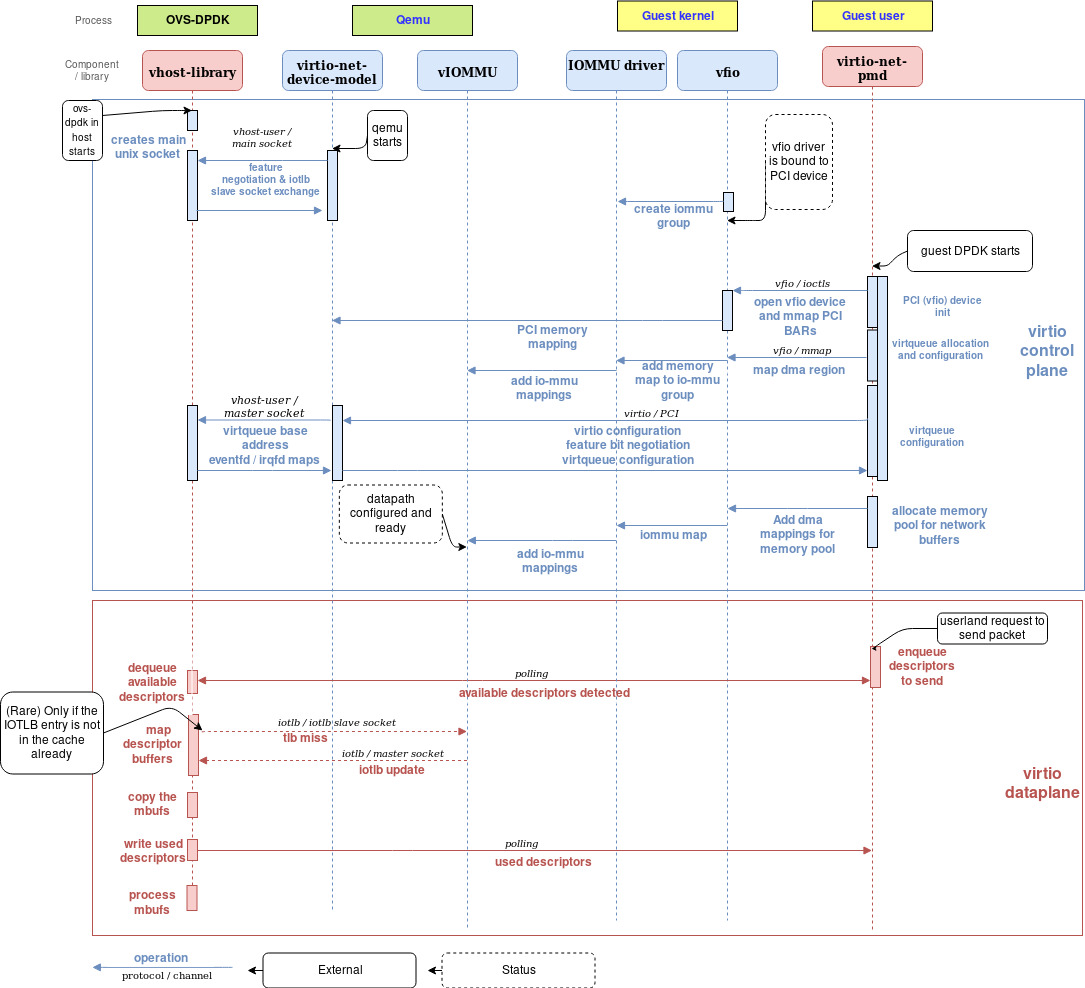 Process
OVS-DPDK
Qemu
Guest kernel
Guest user
Component
/ library
vhost-library
virtio-net-
device-model
vIOMMU
IOMMU driver
vfio
virtio-net-
pmd
ovs-
dpdk in
host
starts
creates main
unix socket
vhost-user /
main socket
qemu
starts
feature
negotiation & iotlb
slave socket exchange
vfio driver
is bound to
PCI device
create iommu
group
guest DPDK starts
vfio / ioctls
open vfio device
and mmap PCI
BARs
PCI (vfio) device
init
PCI memory
mapping
virtio
control
plane
vfio / mmap
map dma region
virtqueue allocation
and configuration
add memory
map to io-mmu
group
add io-mmu
mappings
vhost-user /
master socket
virtqueue base
address
eventfd / irqfd maps
virtio / PCI
virtio configuration
feature bit negotiation
virtqueue configuration
virtqueue
configuration
datapath
configured and
ready
Add dma
mappings for
memory pool
allocate memory
pool for network
buffers
iommu map
add io-mmu
mappings
userland request to
send packet
enqueue
descriptors
to send
dequeue
available
descriptors
polling
available descriptors detected
(Rare) Only if the
IOTLB entry is not
in the cache
already
map
descriptor
buffers
iotlb / iotlb slave socket
tlb miss
iotlb / master socket
iotlb update
virtio
dataplane
copy the
mbufs
write used
descriptors
polling
used descriptors
process
mbufs
operation
protocol / channel
External
Status